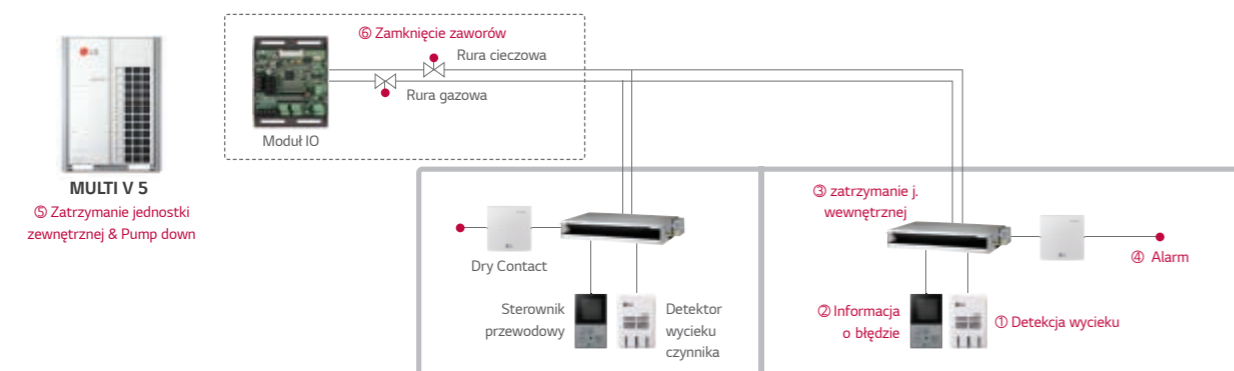 LG
MULTI V 5
⑤ Zatrzymanie jednostki
zewnętrznej & Pump down
⑥ Zamknięcie zaworów
Rura cieczowa
Rura gazowa
Moduł IO
Dry Contact
Sterownik
przewodowy
Detektor
wycieku
czynnika
③ zatrzymanie j.
wewnętrznej
④ Alarm
② Informacja
o błędzie
① Detekcja wycieku